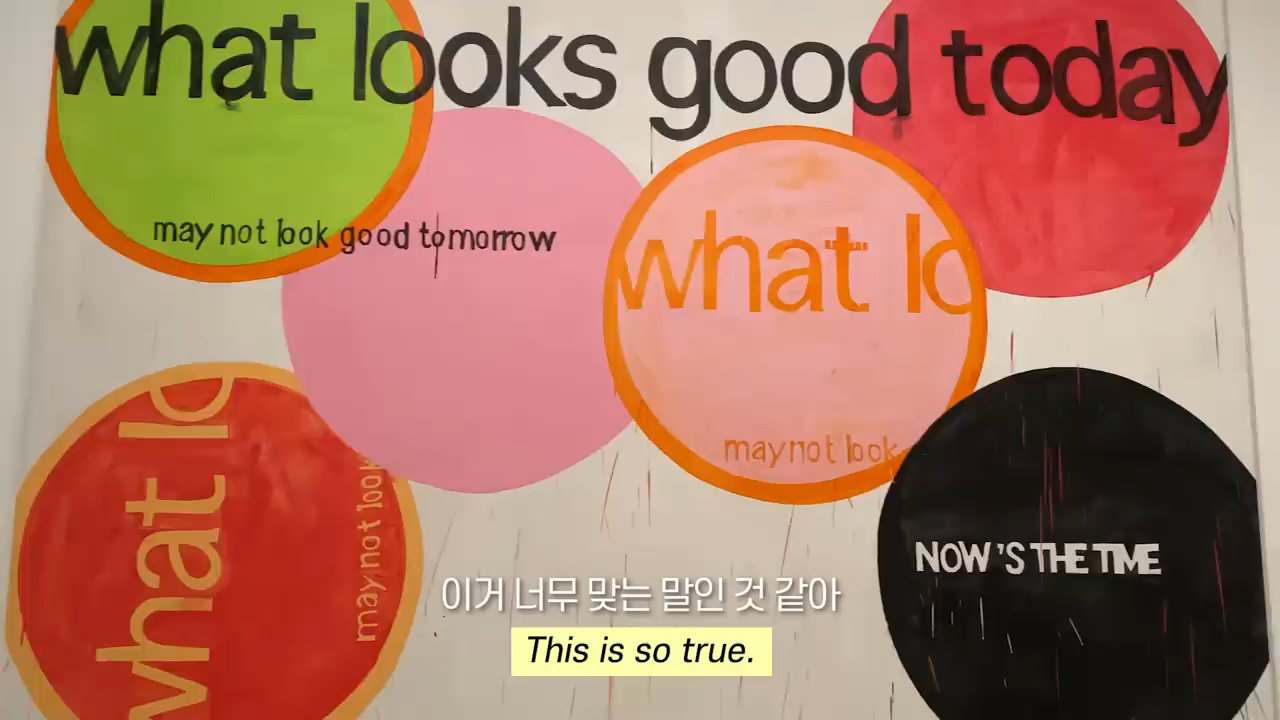 what looks good today
may not look good tomorrow
what lo
may not look
what lo
may not look
NOW'S THE TIME
이거 너무 맞는 말인 것 같아
This is so true.